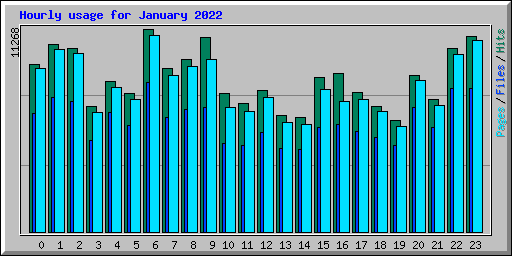 Hourly usage for January 2022
11268
Pages/Files/Hits
0 1 2 3 4 5 6 7 8 9 10 11 12 13 14 15 16 17 18 19 20 21 22 23